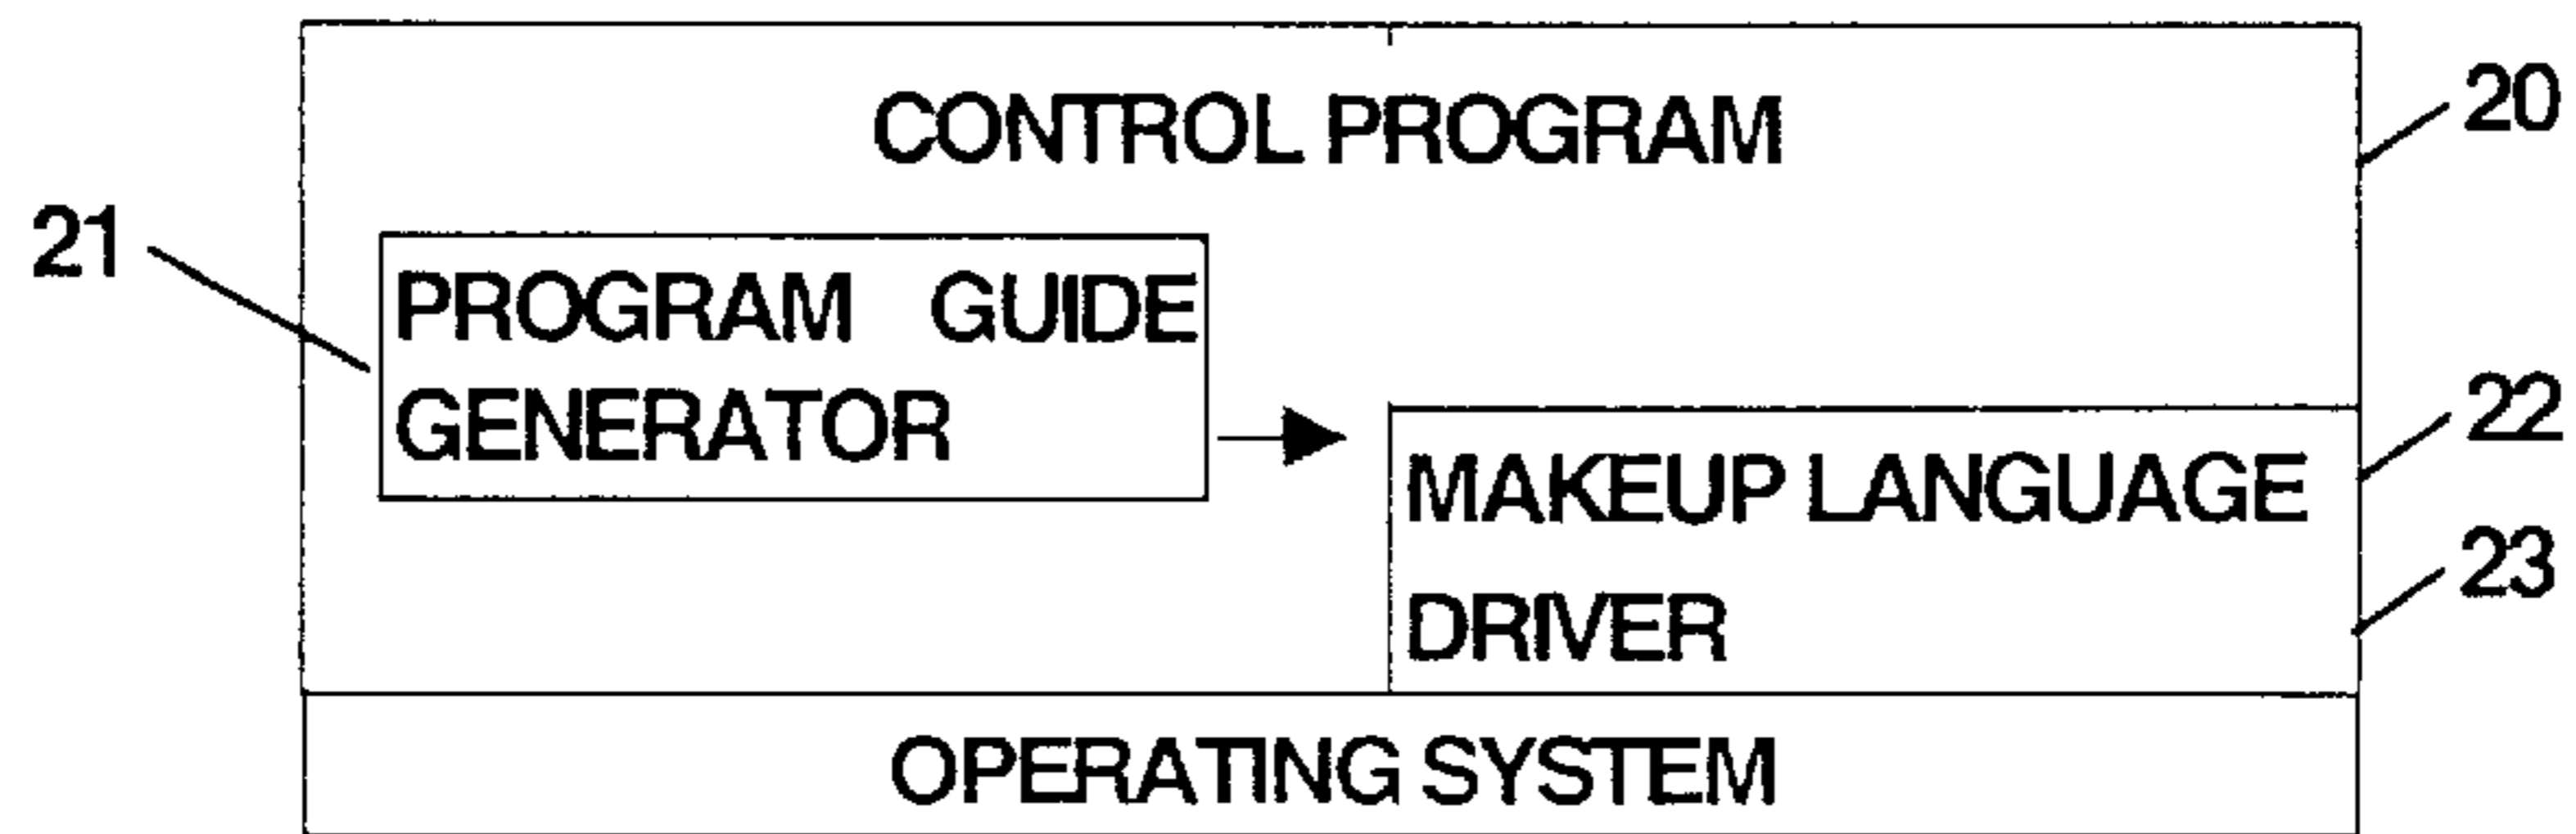 CONTROL PROGRAM
20
21
PROGRAM GUIDE
GENERATOR
22
MAKEUP LANGUAGE
23
DRIVER
OPERATING SYSTEM